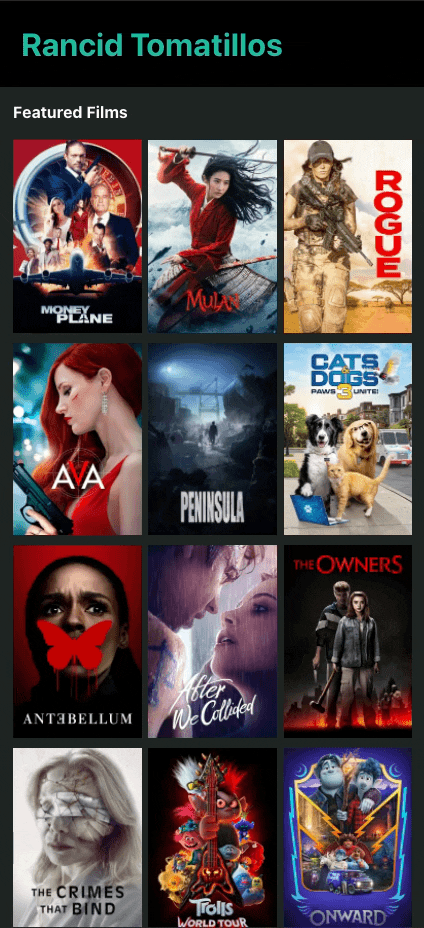 Rancid Tomatillos
Featured Films
MONEY
PLANE
MULAN
ROGUE
AVA
PENINSULA
CATS
DOGS
PAWS 3 UNITE!
ANTƎBELLUM
After
We Collided
THE OWNERS
THE CRIMES
THAT BIND
TROLLS
WORLD TOUR
ONWARD